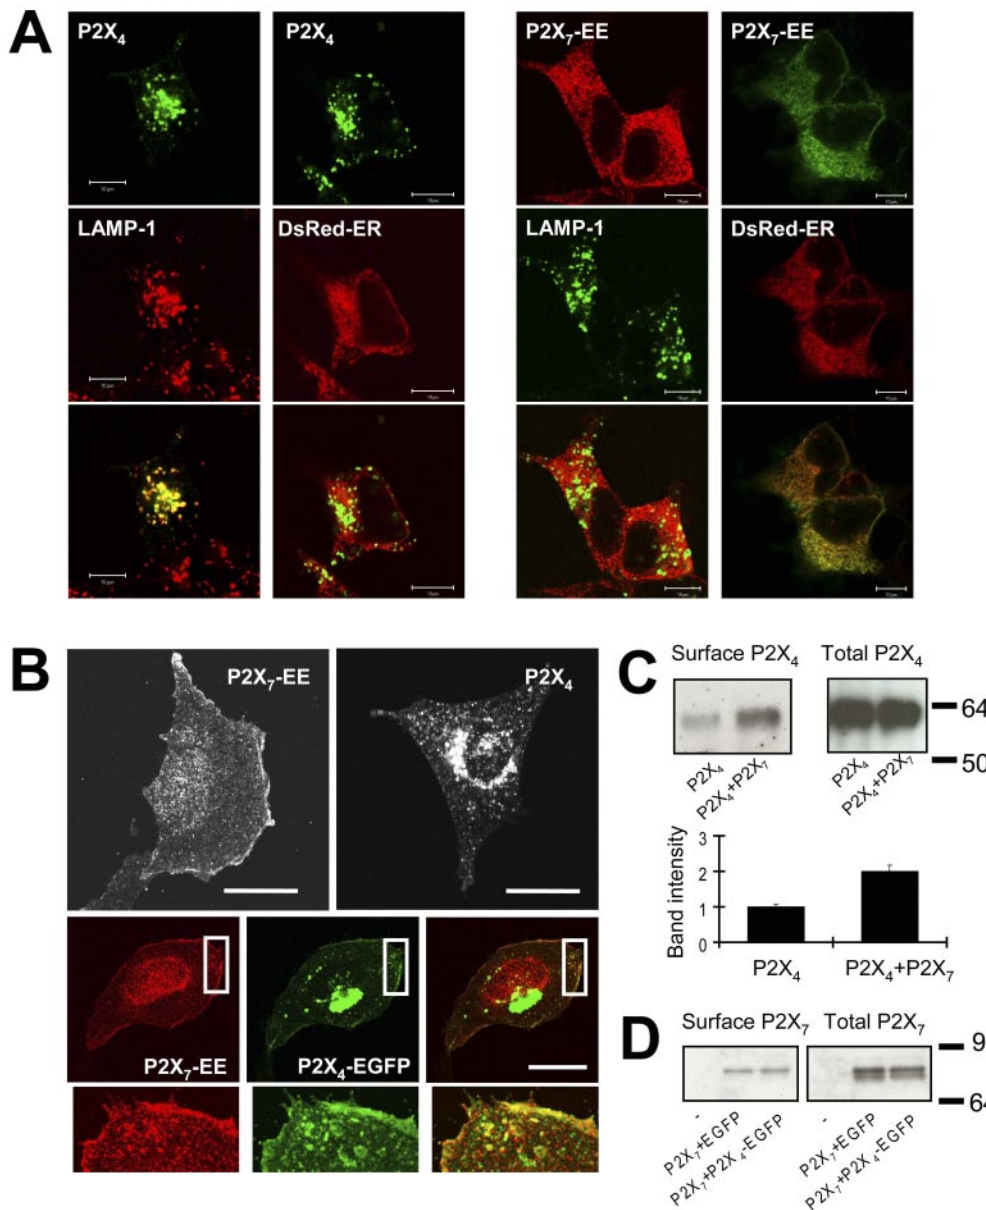 A
P2X₄ P2X₄ P2X₇-EE P2X₇-EE
LAMP-1 DsRed-ER LAMP-1 DsRed-ER
B
P2X₇-EE P2X₄
P2X₇-EE P2X₄-EGFP
C
Surface P2X₄ Total P2X₄
64
50
P2X₄ P2X₄+P2X₇ P2X₄ P2X₄+P2X₇
Band intensity
3
2
1
0
P2X₄ P2X₄+P2X₇
D
Surface P2X₇ Total P2X₇
9
64
- P2X₇+EGFP P2X₇+P2X₄-EGFP - P2X₇+EGFP P2X₇+P2X₄-EGFP